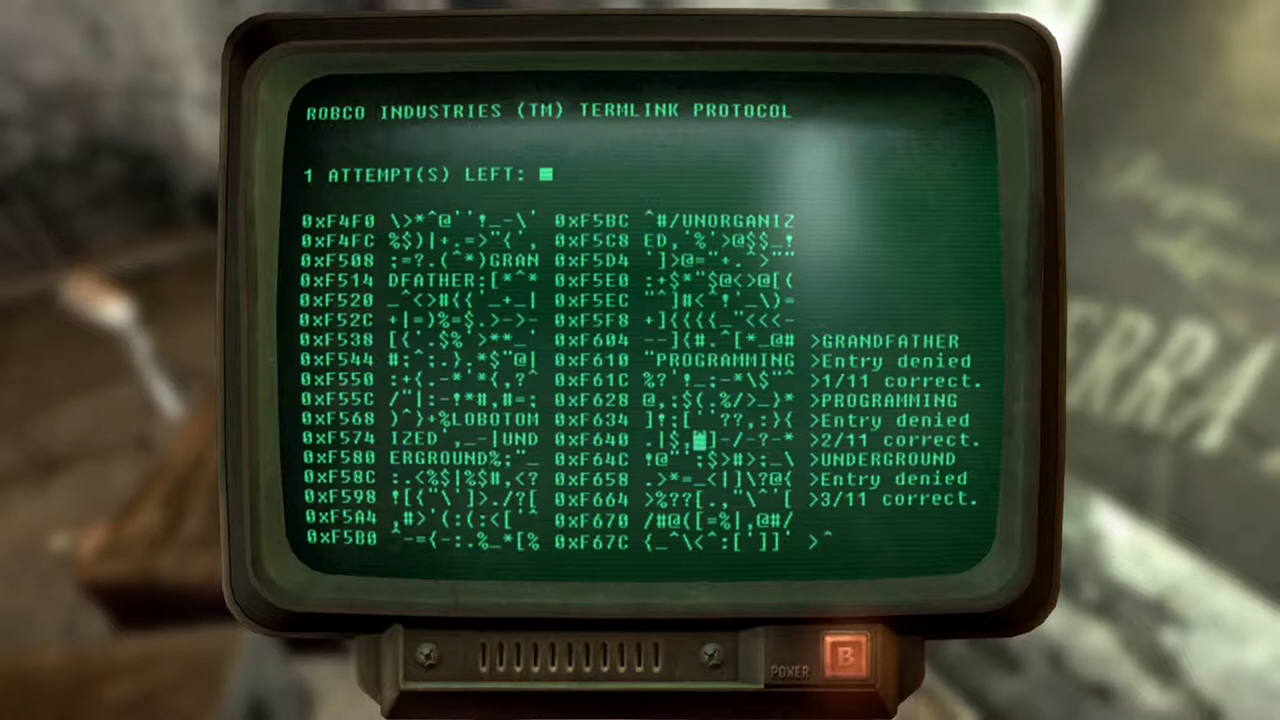 ROBCO INDUSTRIES (TM) TERMLINK PROTOCOL
1 ATTEMPT(S) LEFT:
0xF4F0 \>*^@''!_-\' 0xF5BC ^#/UNORGANIZ
0xF4FC %$)|+.=>"{', 0xF5C8 ED,'%'>@$$_!
0xF508 ;=?.(^*)GRAN 0xF5D4 ']>@="+.^>""
0xF514 DFATHER;[*^* 0xF5E0 :+$*"$@<>@[(
0xF520 _^<>#{{'_+_| 0xF5EC "^]#<^!'_\)=
0xF52C +|=)%=$.>->- 0xF5F8 +]{{{{_"<<<-
0xF538 [{'.$%'>**_' 0xF604 --]{#.^[*_@# >GRANDFATHER
0xF544 #;^:.}.*$"@| 0xF610 "PROGRAMMING >Entry denied
0xF550 :+{.-*'*{,?^ 0xF61C %?'!_;-*\$"^ >1/11 correct.
0xF55C /"|:-!*#,#=; 0xF628 @,:$(.%/>_}* >PROGRAMMING
0xF568 )^}+%LOBOTOM 0xF634 ]!;[''??,:}{ >Entry denied
0xF574 IZED',_-|UND 0xF640 .|$, ]-/-?-* >2/11 correct.
0xF580 ERGROUND%;"_ 0xF64C !@"';$>#>;_\ >UNDERGROUND
0xF58C :.<%$|%$#,<? 0xF658 .>*=_<|]\?@{ >Entry denied
0xF598 ![{"\']>./?[ 0xF664 >%??[.,"\^'[ >3/11 correct.
0xF5A4 ,#>'(:(:<['^ 0xF670 /#@([=%|,@#/
0xF5B0 ^-={-:.%_*[% 0xF67C {_^\<^:[']]' >^
POWER
B
ERRA